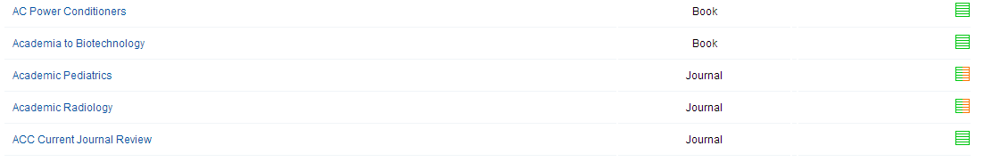 AC Power Conditioners Book
Academia to Biotechnology Book
Academic Pediatrics Journal
Academic Radiology Journal
ACC Current Journal Review Journal